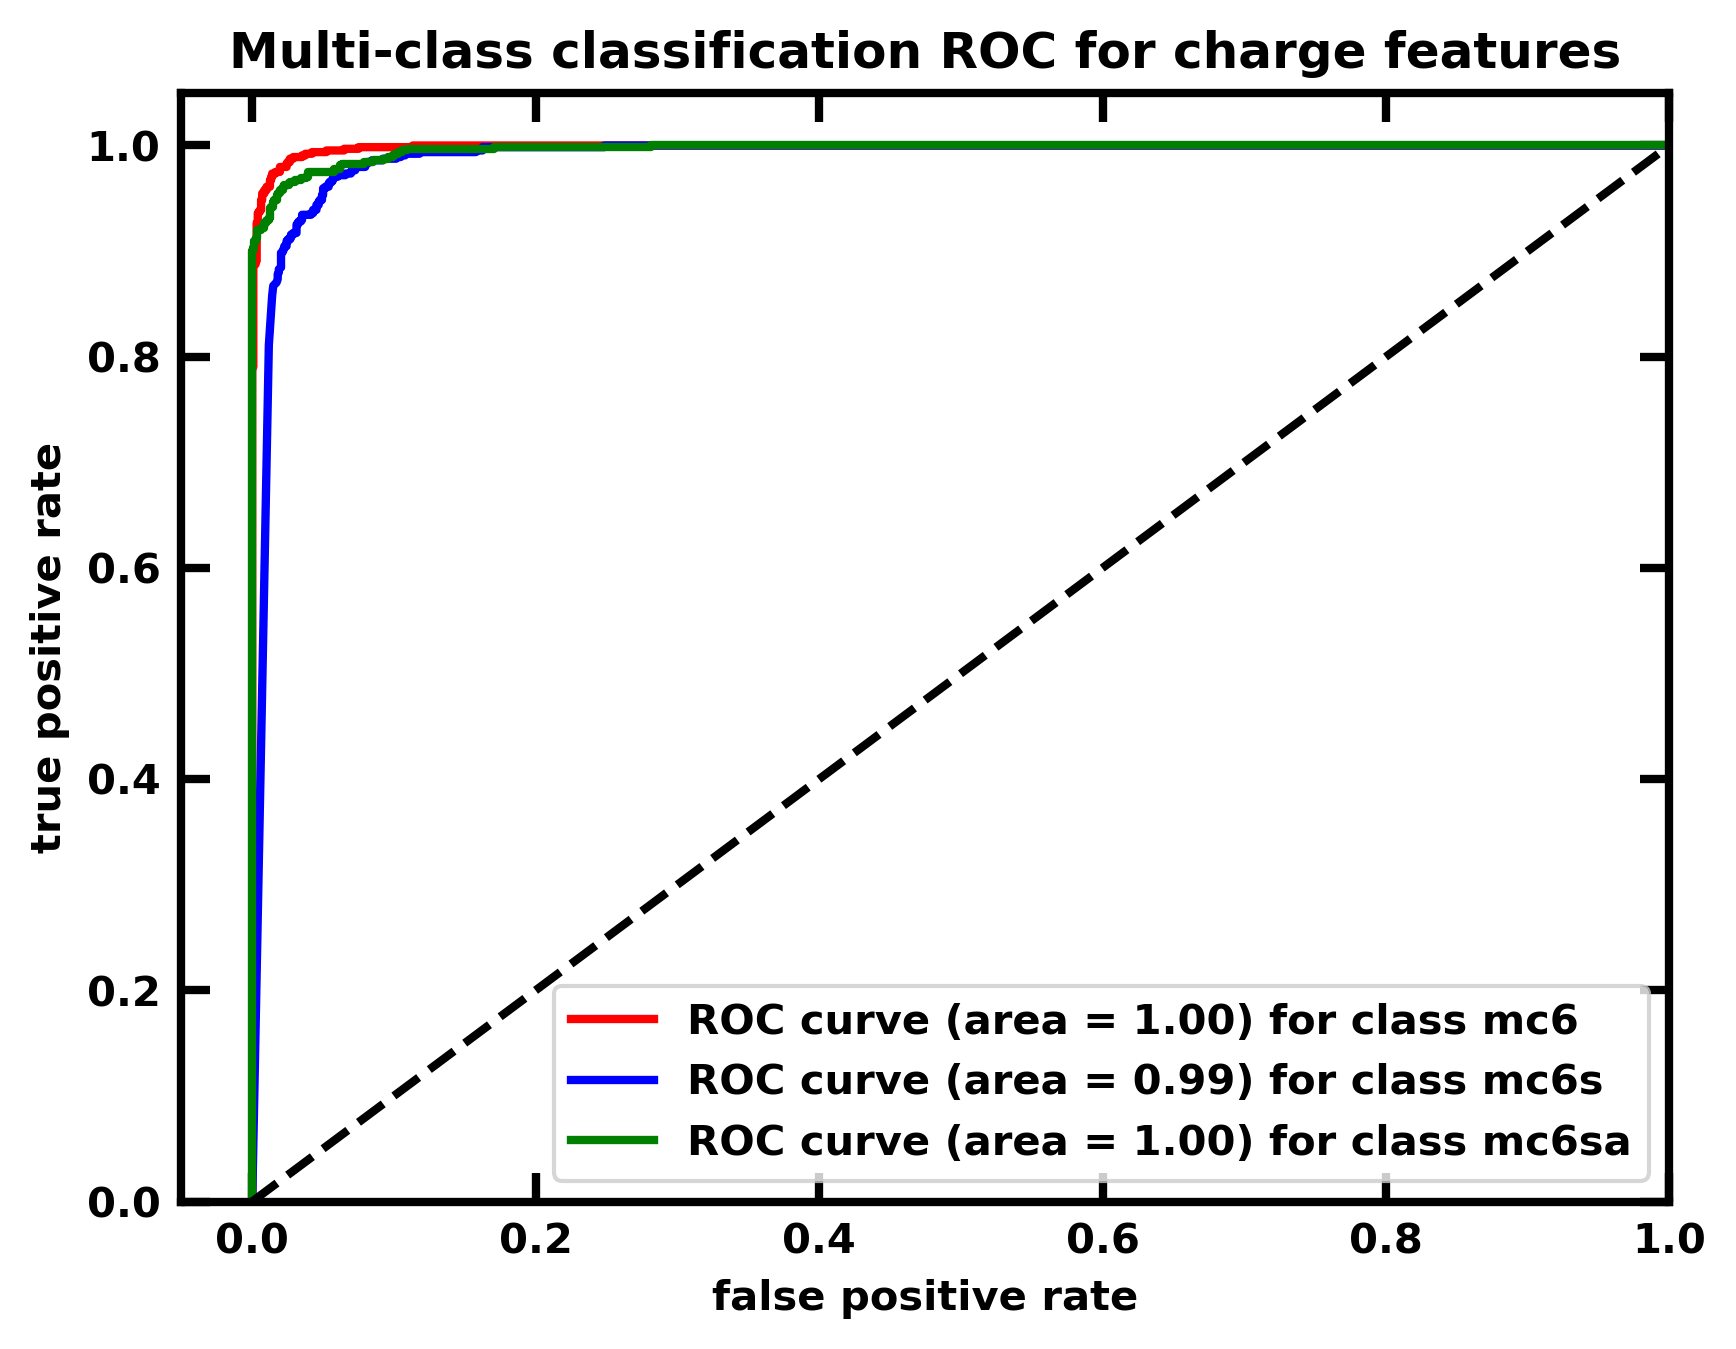 Multi-class classification ROC for charge features
1.0
0.8
0.6
0.4
0.2
0.0
true positive rate
ROC curve (area = 1.00) for class mc6
ROC curve (area = 0.99) for class mc6s
ROC curve (area = 1.00) for class mc6sa
0.0 0.2 0.4 0.6 0.8 1.0
false positive rate